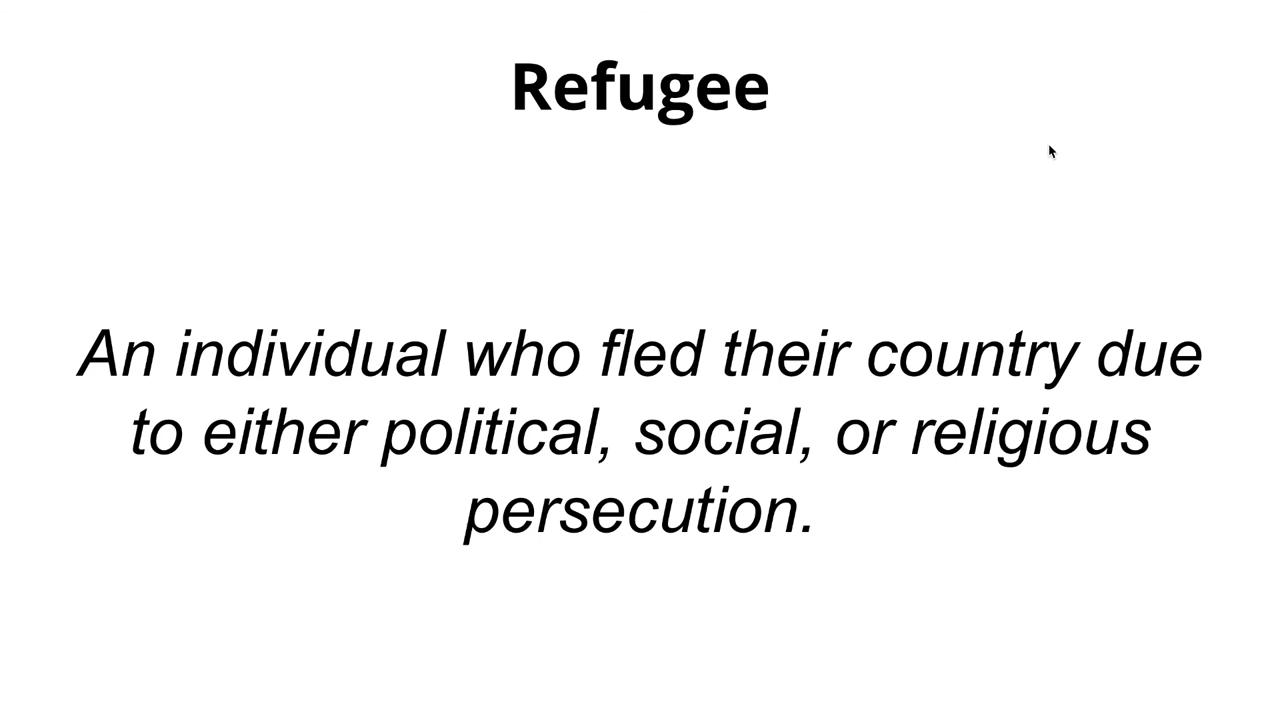 Refugee
An individual who fled their country due
to either political, social, or religious
persecution.